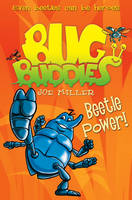 even beetles can be heroes!
BUG
BUDDIES
JOE MILLER
Beetle
Power!